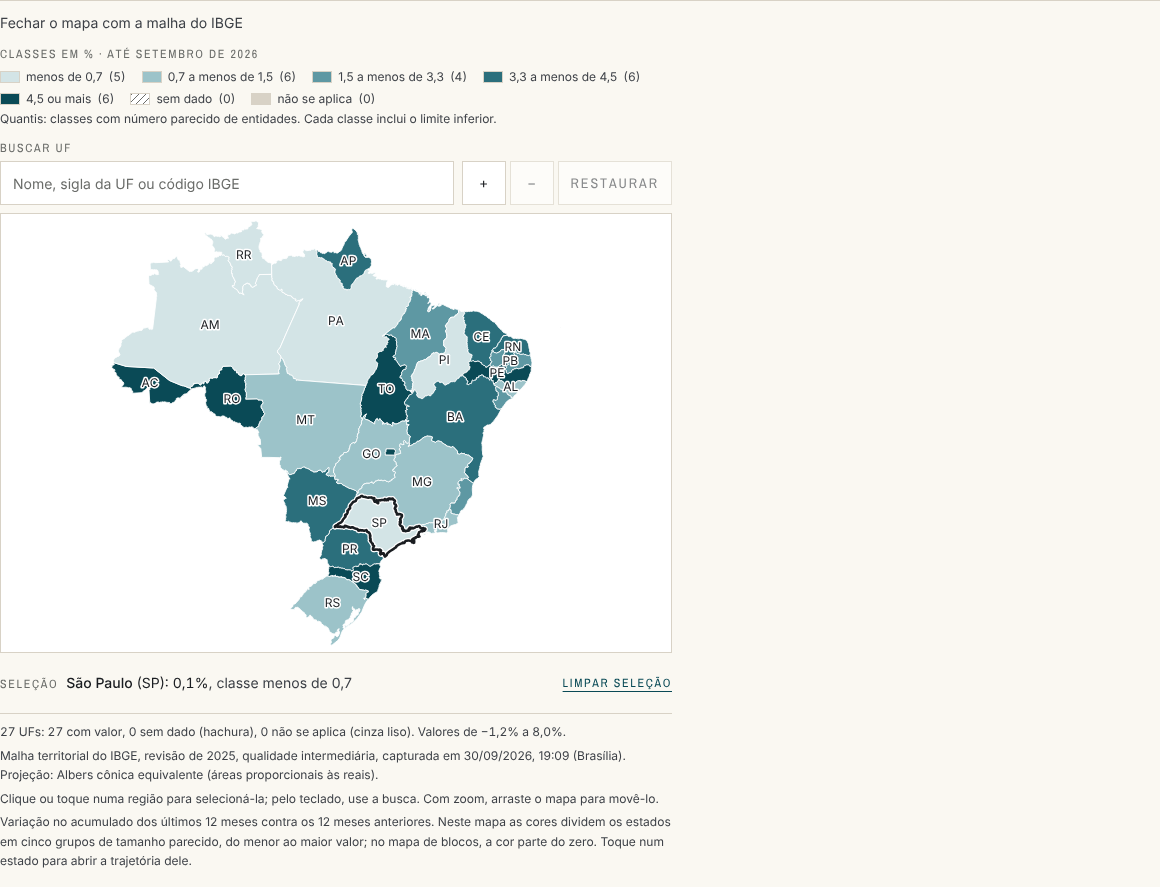 Fechar o mapa com a malha do IBGE
CLASSES EM % · ATÉ SETEMBRO DE 2026
menos de 0,7 (5) 0,7 a menos de 1,5 (6) 1,5 a menos de 3,3 (4) 3,3 a menos de 4,5 (6)
4,5 ou mais (6) sem dado (0) não se aplica (0)
Quantis: classes com número parecido de entidades. Cada classe inclui o limite inferior.
BUSCAR UF
Nome, sigla da UF ou código IBGE + − RESTAURAR
RR
AP
AM
PA
MA
CE
RN
PI
PB
PE
AC
TO
AL
RO
MT
BA
GO
MG
MS
SP
RJ
PR
SC
RS
SELEÇÃO São Paulo (SP): 0,1%, classe menos de 0,7 LIMPAR SELEÇÃO
27 UFs: 27 com valor, 0 sem dado (hachura), 0 não se aplica (cinza liso). Valores de −1,2% a 8,0%.
Malha territorial do IBGE, revisão de 2025, qualidade intermediária, capturada em 30/09/2026, 19:09 (Brasília).
Projeção: Albers cônica equivalente (áreas proporcionais às reais).
Clique ou toque numa região para selecioná-la; pelo teclado, use a busca. Com zoom, arraste o mapa para movê-lo.
Variação no acumulado dos últimos 12 meses contra os 12 meses anteriores. Neste mapa as cores dividem os estados
em cinco grupos de tamanho parecido, do menor ao maior valor; no mapa de blocos, a cor parte do zero. Toque num
estado para abrir a trajetória dele.